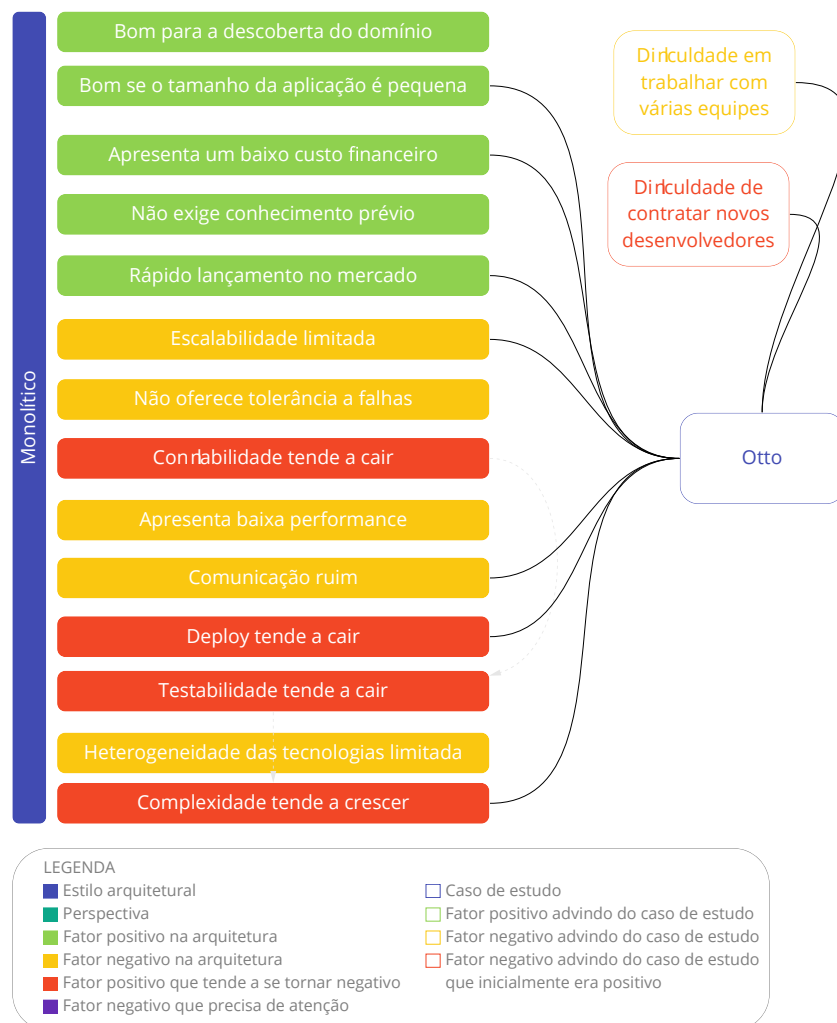 Monolítico
Bom para a descoberta do domínio
Bom se o tamanho da aplicação é pequena
Apresenta um baixo custo financeiro
Não exige conhecimento prévio
Rápido lançamento no mercado
Escalabilidade limitada
Não oferece tolerância a falhas
Confiabilidade tende a cair
Apresenta baixa performance
Comunicação ruim
Deploy tende a cair
Testabilidade tende a cair
Heterogeneidade das tecnologias limitada
Complexidade tende a crescer
Dificuldade em
trabalhar com
várias equipes
Dificuldade de
contratar novos
desenvolvedores
Otto
LEGENDA
Estilo arquitetural
Perspectiva
Fator positivo na arquitetura
Fator negativo na arquitetura
Fator positivo que tende a se tornar negativo
Fator negativo que precisa de atenção
Caso de estudo
Fator positivo advindo do caso de estudo
Fator negativo advindo do caso de estudo
Fator negativo advindo do caso de estudo
que inicialmente era positivo